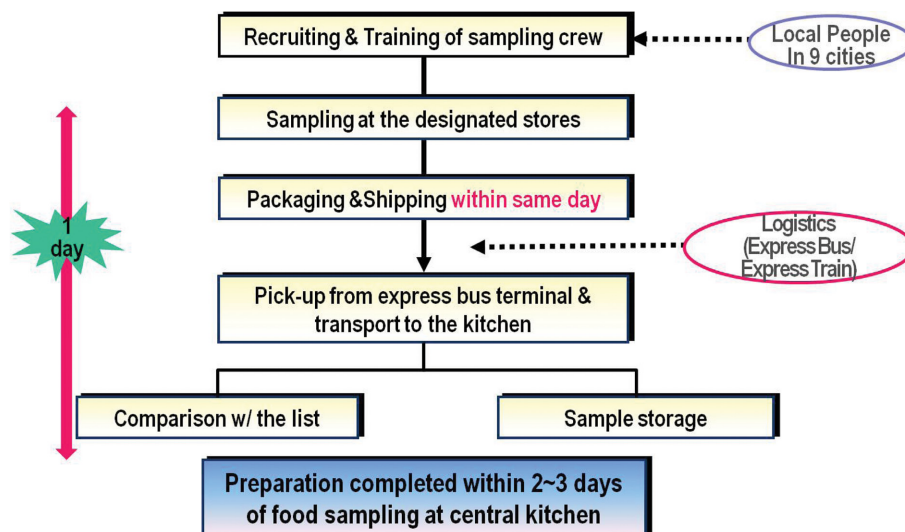 Recruiting & Training of sampling crew
Local People
In 9 cities
Sampling at the designated stores
Packaging &Shipping within same day
1
day
Logistics
(Express Bus/
Express Train)
Pick-up from express bus terminal &
transport to the kitchen
Comparison w/ the list
Sample storage
Preparation completed within 2~3 days
of food sampling at central kitchen